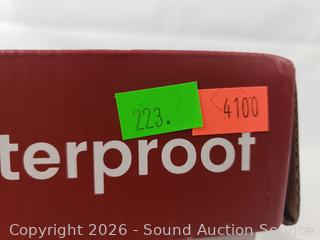 223.
4100
terproof
Copyright 2026 - Sound Auction Service